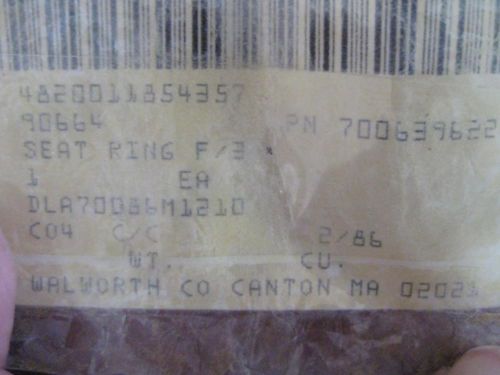 4820011854357
90664 PN 700639622
SEAT RING F/3
1 EA
DLA70086M1210
C04 C/C 2/86
WT.. CU.
WALWORTH CO CANTON MA 02021